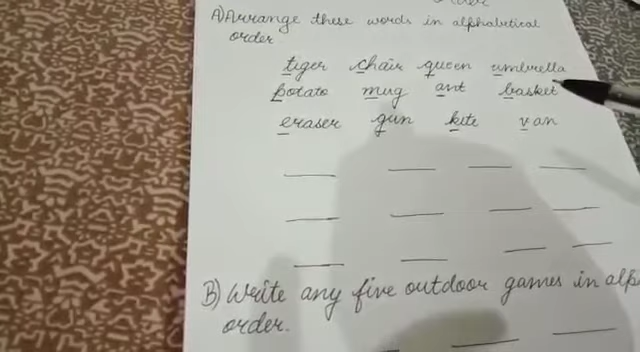 A) Arrange these words in alphabetical
order
tiger chair queen umbrella
potato mug ant basket
eraser gun kite van
B) Write any five outdoor games in alp
order.